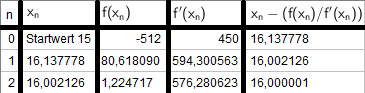 n xₙ f(xₙ) f′(xₙ) xₙ − (f(xₙ)/f′(xₙ))
0 Startwert 15 -512 450 16,137778
1 16,137778 80,618090 594,300563 16,002126
2 16,002126 1,224717 576,280623 16,000001